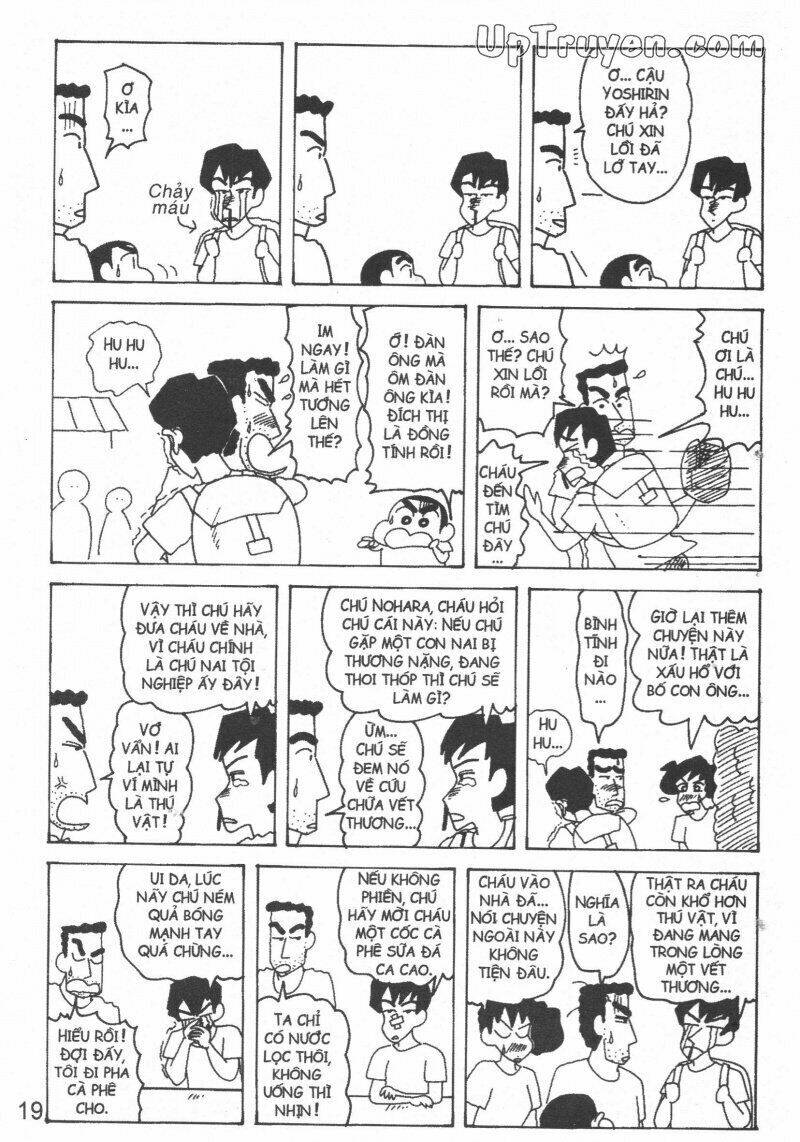 UpTruyen.com
Ơ... CẬU
YOSHIRIN
ĐẤY HẢ?
CHÚ XIN
LỖI ĐÃ
LỠ TAY...
Ơ
KÌA
...
Chảy
máu
CHÚ
ƠI LÀ
CHÚ...
HU HU
HU...
Ơ... SAO
THẾ? CHÚ
XIN LỖI
RỒI MÀ?
CHÁU
ĐẾN
TÌM
CHÚ
ĐÂY
...
Ớ! ĐÀN
ÔNG MÀ
ÔM ĐÀN
ÔNG KÌA!
ĐÍCH THỊ
LÀ ĐỒNG
TÍNH RỒI!
IM
NGAY!
LÀM GÌ
MÀ HÉT
TƯỚNG
LÊN
THẾ?
HU HU
HU...
GIỜ LẠI THÊM
CHUYỆN NÀY
NỮA! THẬT LÀ
XẤU HỔ VỚI
BỐ CON ÔNG...
BÌNH
TĨNH
ĐI
NÀO
...
HU
HU...
CHÚ NOHARA, CHÁU HỎI
CHÚ CÁI NÀY: NẾU CHÚ
GẶP MỘT CON NAI BỊ
THƯƠNG NẶNG, ĐANG
THOI THÓP THÌ CHÚ SẼ
LÀM GÌ?
ỪM...
CHÚ SẼ
ĐEM NÓ
VỀ CỨU
CHỮA VẾT
THƯƠNG...
VẬY THÌ CHÚ HÃY
ĐƯA CHÁU VỀ NHÀ,
VÌ CHÁU CHÍNH
LÀ CHÚ NAI TỘI
NGHIỆP ẤY ĐÂY!
VỚ
VẨN! AI
LẠI TỰ
VÍ MÌNH
LÀ THÚ
VẬT!
THẬT RA CHÁU
CÒN KHỔ HƠN
THÚ VẬT, VÌ
ĐANG MANG
TRONG LÒNG
MỘT VẾT
THƯƠNG...
NGHĨA
LÀ
SAO?
CHÁU VÀO
NHÀ ĐÃ...
NÓI CHUYỆN
NGOÀI NÀY
KHÔNG
TIỆN ĐÂU.
NẾU KHÔNG
PHIỀN, CHÚ
HÃY MỜI CHÁU
MỘT CỐC CÀ
PHÊ SỮA ĐÁ
CA CAO.
TA CHỈ
CÓ NƯỚC
LỌC THÔI,
KHÔNG
UỐNG THÌ
NHỊN!
UI DA, LÚC
NÃY CHÚ NÉM
QUẢ BÓNG
MẠNH TAY
QUÁ CHỪNG...
HIỂU RỒI!
ĐỢI ĐẤY,
TÔI ĐI PHA
CÀ PHÊ
CHO.
19